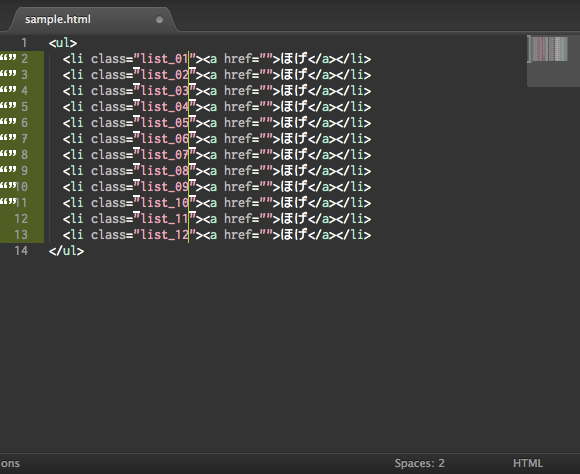 sample.html
1 <ul>
2   <li class="list_01"><a href="">ほげ</a></li>
3   <li class="list_02"><a href="">ほげ</a></li>
4   <li class="list_03"><a href="">ほげ</a></li>
5   <li class="list_04"><a href="">ほげ</a></li>
6   <li class="list_05"><a href="">ほげ</a></li>
7   <li class="list_06"><a href="">ほげ</a></li>
8   <li class="list_07"><a href="">ほげ</a></li>
9   <li class="list_08"><a href="">ほげ</a></li>
10   <li class="list_09"><a href="">ほげ</a></li>
11   <li class="list_10"><a href="">ほげ</a></li>
12   <li class="list_11"><a href="">ほげ</a></li>
13   <li class="list_12"><a href="">ほげ</a></li>
14 </ul>
ons Spaces: 2 HTML